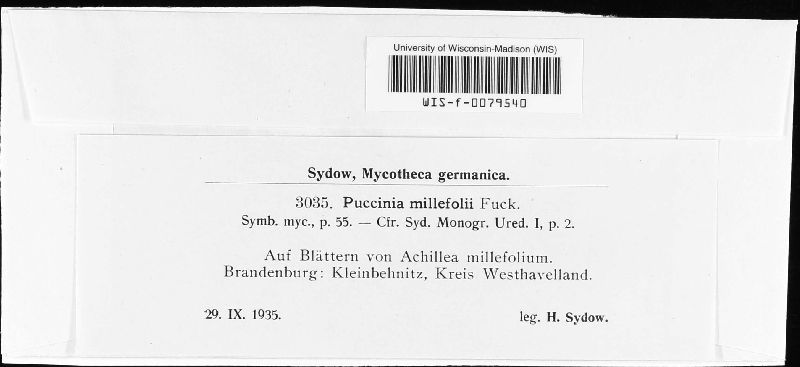 University of Wisconsin-Madison (WIS)
WIS-f-0079540
Sydow, Mycotheca germanica.
3035. Puccinia millefolii Fuck.
Symb. myc., p. 55. — Cfr. Syd. Monogr. Ured. I, p. 2.
Auf Blättern von Achillea millefolium.
Brandenburg: Kleinbehnitz, Kreis Westhavelland.
29. IX. 1935. leg. H. Sydow.